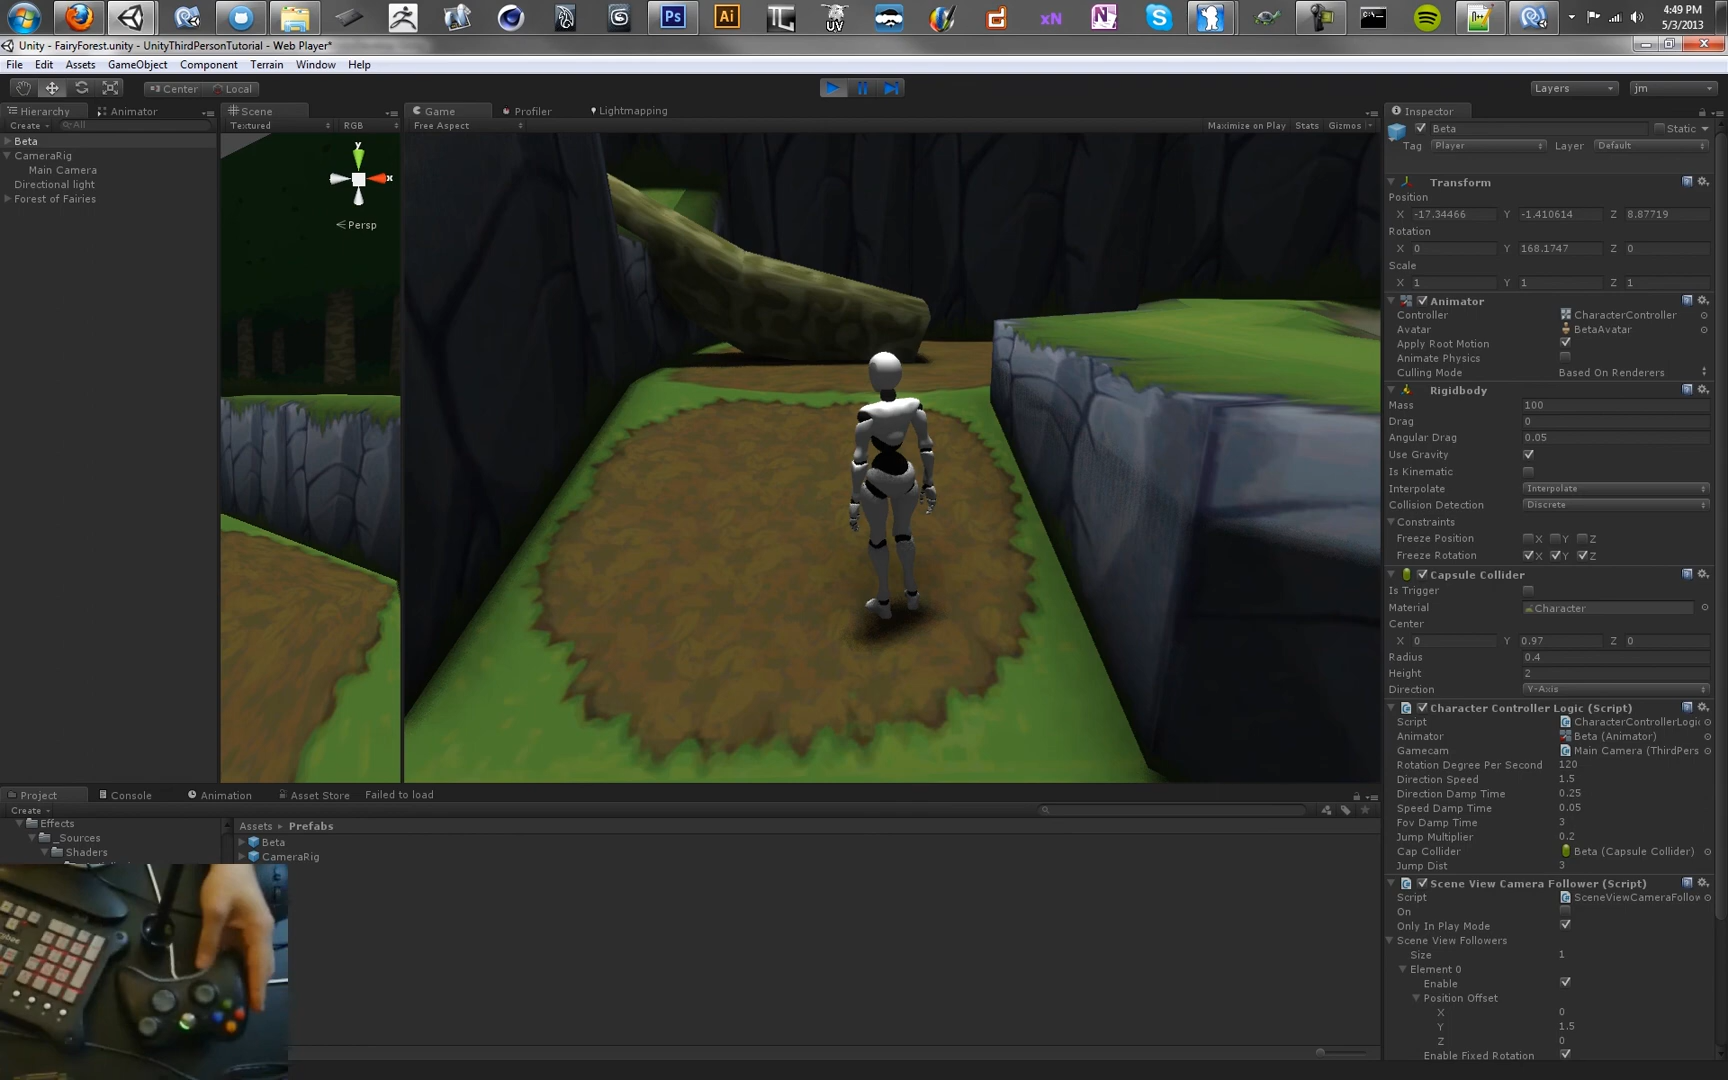 Ps
Ai
UV
xN
N
4:49 PM
5/3/2013
Unity - FairyForest.unity - UnityThirdPersonTutorial - Web Player*
File Edit Assets GameObject Component Terrain Window Help
Center Local
Layers
jm
Hierarchy Animator
Create All
Beta
CameraRig
Main Camera
Directional light
Forest of Fairies
Scene
Textured RGB
y
x
Persp
Game Profiler Lightmapping
Free Aspect Maximize on Play Stats Gizmos
Inspector
Beta Static
Tag Player Layer Default
Transform
Position
X -17.34466 Y -1.410614 Z 8.87719
Rotation
X 0 Y 168.1747 Z 0
Scale
X 1 Y 1 Z 1
Animator
Controller CharacterController
Avatar BetaAvatar
Apply Root Motion
Animate Physics
Culling Mode Based On Renderers
Rigidbody
Mass 100
Drag 0
Angular Drag 0.05
Use Gravity
Is Kinematic
Interpolate Interpolate
Collision Detection Discrete
Constraints
Freeze Position X Y Z
Freeze Rotation X Y Z
Capsule Collider
Is Trigger
Material Character
Center
X 0 Y 0.97 Z 0
Radius 0.4
Height 2
Direction Y-Axis
Character Controller Logic (Script)
Script CharacterControllerLogi
Animator Beta (Animator)
Gamecam Main Camera (ThirdPers
Rotation Degree Per Second 120
Direction Speed 1.5
Direction Damp Time 0.25
Speed Damp Time 0.05
Fov Damp Time 3
Jump Multiplier 0.2
Cap Collider Beta (Capsule Collider)
Jump Dist 3
Scene View Camera Follower (Script)
Script SceneViewCameraFollow
On
Only In Play Mode
Scene View Followers
Size 1
Element 0
Enable
Position Offset
X 0
Y 1.5
Z 0
Enable Fixed Rotation
Project Console Animation Asset Store Failed to load
Create
Effects
_Sources
Shaders
Assets Prefabs
Beta
CameraRig